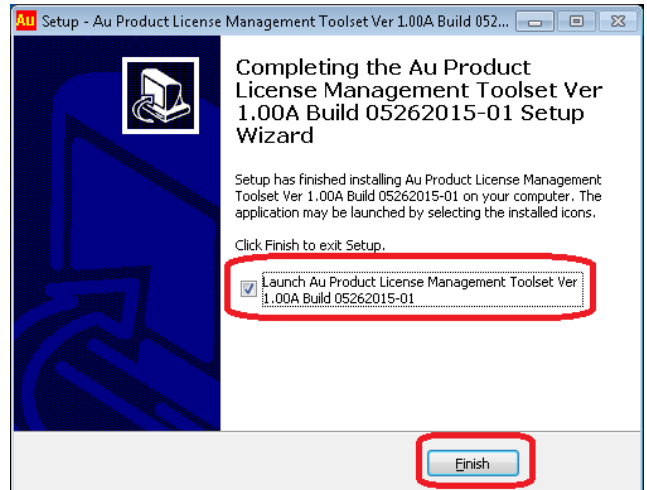 Au Setup - Au Product License Management Toolset Ver 1.00A Build 052...
Completing the Au Product
License Management Toolset Ver
1.00A Build 05262015-01 Setup
Wizard
Setup has finished installing Au Product License Management
Toolset Ver 1.00A Build 05262015-01 on your computer. The
application may be launched by selecting the installed icons.
Click Finish to exit Setup.
Launch Au Product License Management Toolset Ver
1.00A Build 05262015-01
Finish